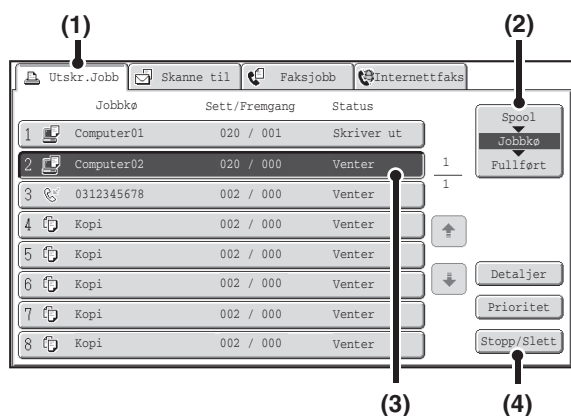 (1) (2)
Utskr.Jobb Skanne til Faksjobb Internettfaks
Jobbkø Sett/Fremgang Status
Spool
Jobbkø
Fullført
1 Computer01 020 / 001 Skriver ut
2 Computer02 020 / 000 Venter
3 0312345678 002 / 000 Venter
4 Kopi 002 / 000 Venter
5 Kopi 002 / 000 Venter
6 Kopi 002 / 000 Venter
7 Kopi 002 / 000 Venter
8 Kopi 002 / 000 Venter
1
1
Detaljer
Prioritet
Stopp/Slett
(3) (4)